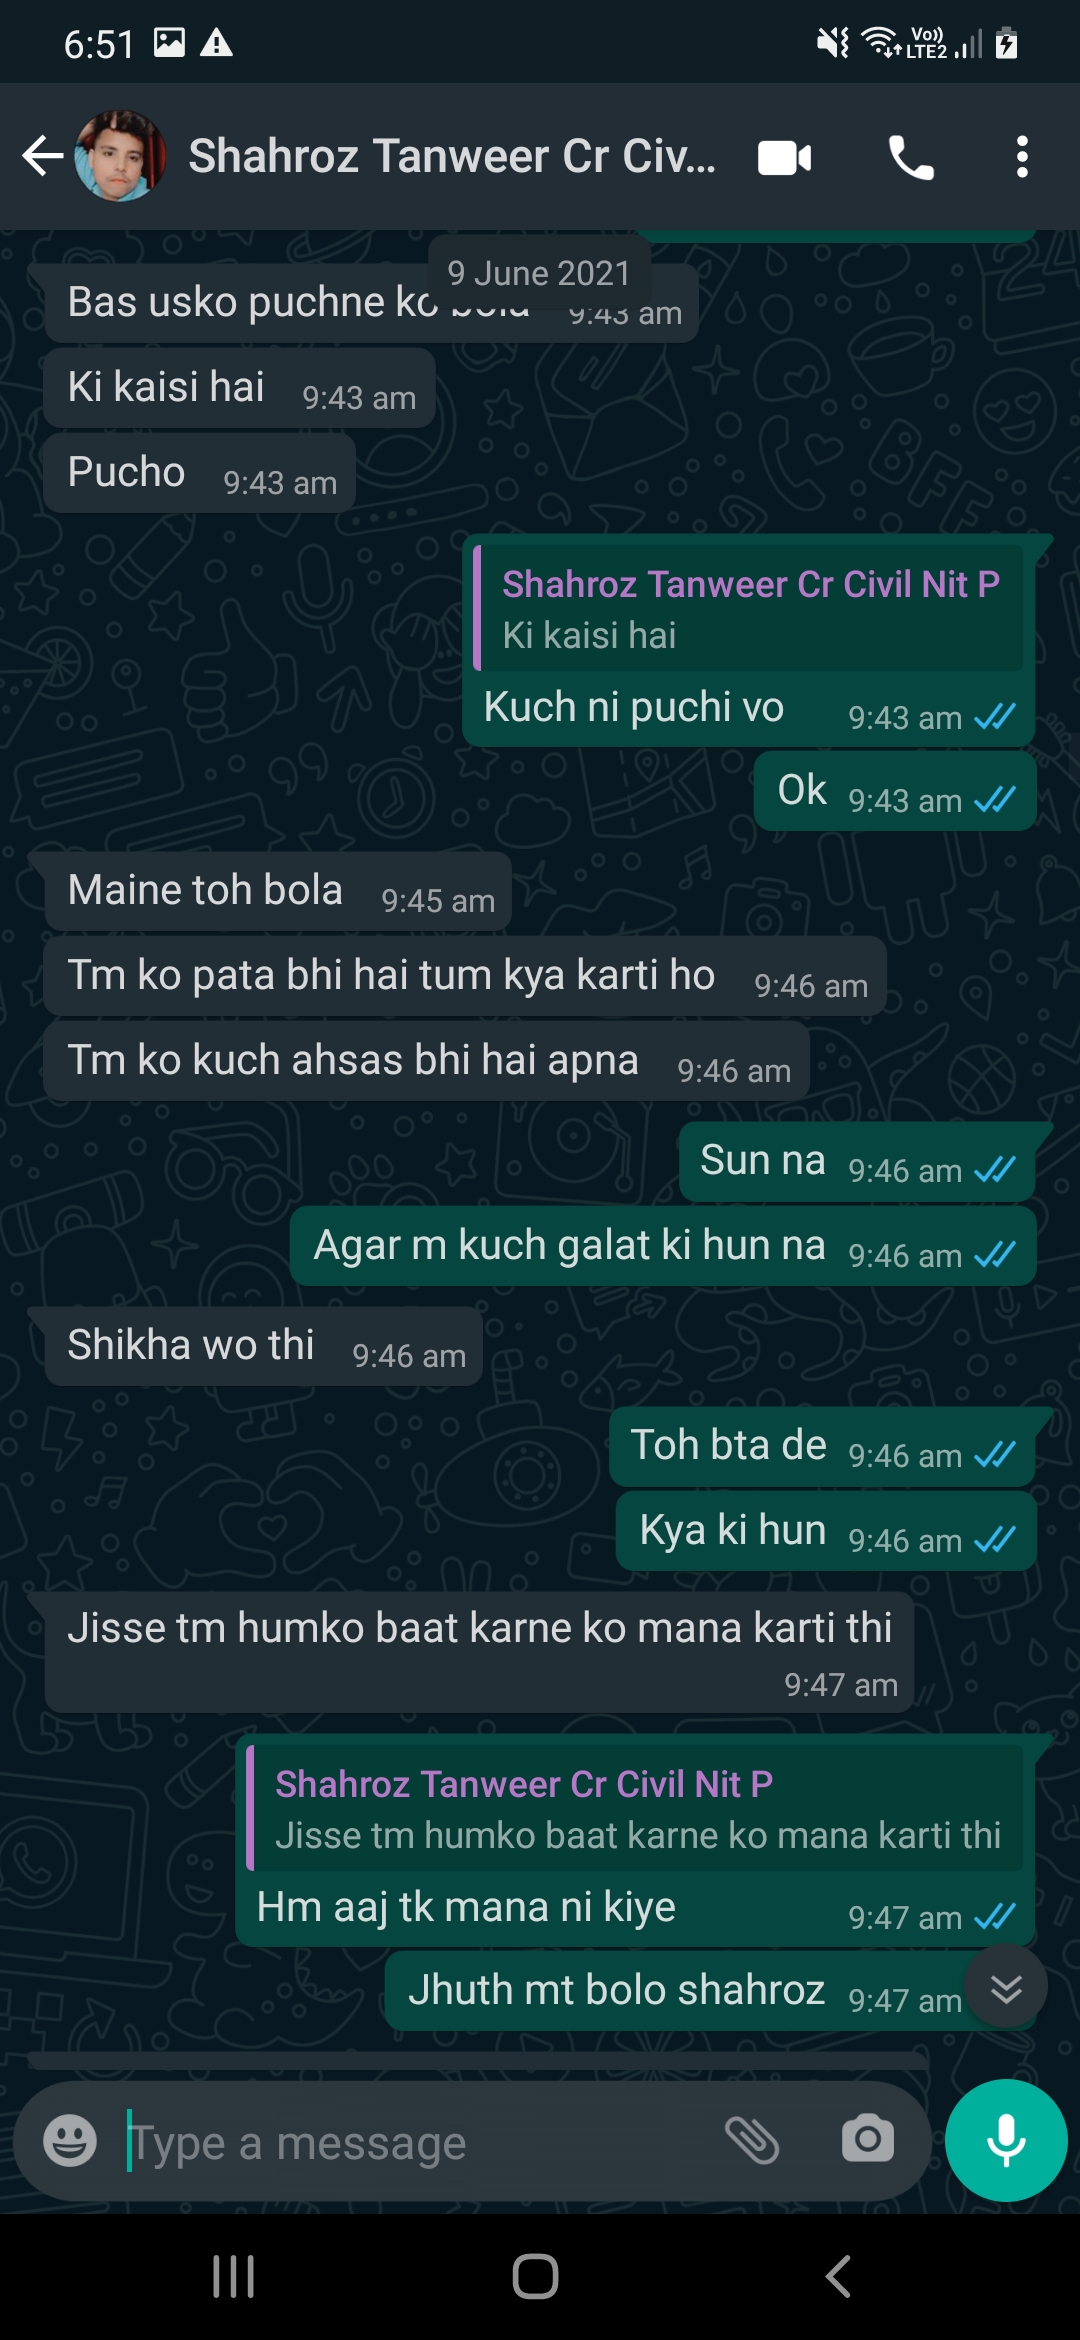 6:51
Vo))
LTE2
Shahroz Tanweer Cr Civ...
9 June 2021
Bas usko puchne ko bola 9:43 am
Ki kaisi hai 9:43 am
Pucho 9:43 am
Shahroz Tanweer Cr Civil Nit P
Ki kaisi hai
Kuch ni puchi vo 9:43 am
Ok 9:43 am
Maine toh bola 9:45 am
Tm ko pata bhi hai tum kya karti ho 9:46 am
Tm ko kuch ahsas bhi hai apna 9:46 am
Sun na 9:46 am
Agar m kuch galat ki hun na 9:46 am
Shikha wo thi 9:46 am
Toh bta de 9:46 am
Kya ki hun 9:46 am
Jisse tm humko baat karne ko mana karti thi
9:47 am
Shahroz Tanweer Cr Civil Nit P
Jisse tm humko baat karne ko mana karti thi
Hm aaj tk mana ni kiye 9:47 am
Jhuth mt bolo shahroz 9:47 am
Type a message